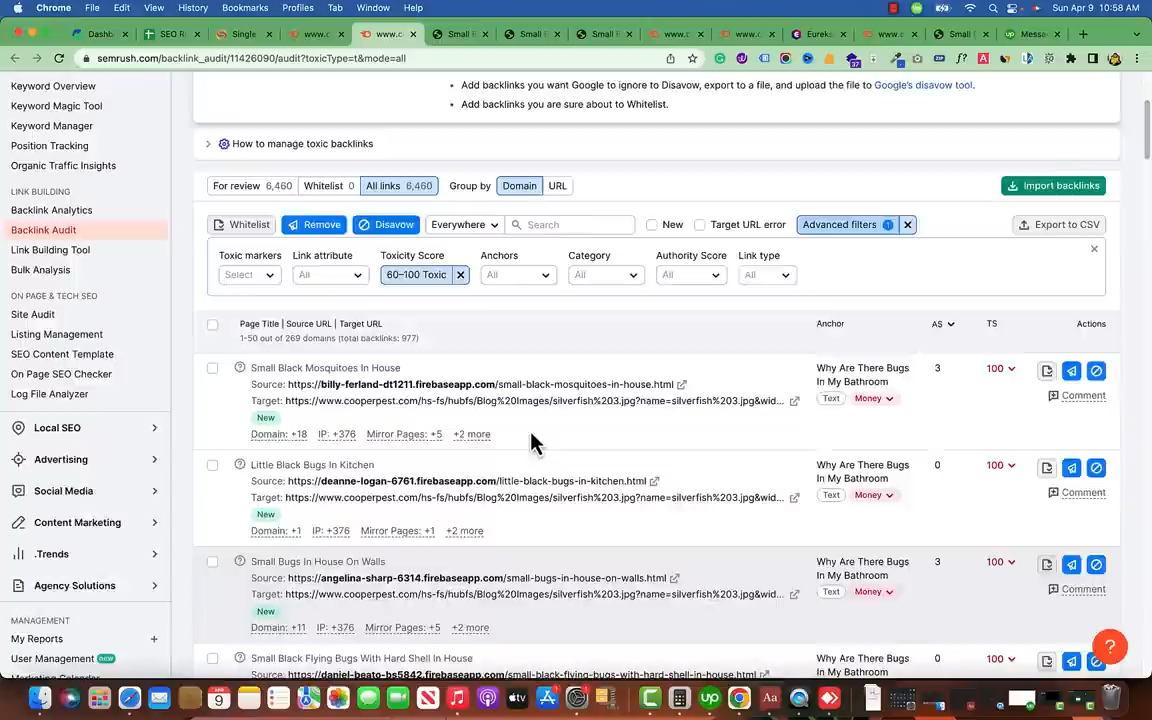 Chrome File Edit View History Bookmarks Profiles Tab Window Help Sun Apr 9 10:58 AM
Dashb SEO R Single www.c www.c Small B Small B Small B www.c www.c Eureks www.c Small B Messa
semrush.com/backlink_audit/11426090/audit?toxicType=t&mode=all
Keyword Overview
Keyword Magic Tool
Keyword Manager
Position Tracking
Organic Traffic Insights
LINK BUILDING
Backlink Analytics
Backlink Audit
Link Building Tool
Bulk Analysis
ON PAGE & TECH SEO
Site Audit
Listing Management
SEO Content Template
On Page SEO Checker
Log File Analyzer
Local SEO
Advertising
Social Media
Content Marketing
.Trends
Agency Solutions
MANAGEMENT
My Reports
User Management new
Marketing Calendar
Add backlinks you want Google to ignore to Disavow, export to a file, and upload the file to Google's disavow tool.
Add backlinks you are sure about to Whitelist.
How to manage toxic backlinks
For review 6,460 Whitelist 0 All links 6,460 Group by Domain URL Import backlinks
Whitelist Remove Disavow Everywhere Search New Target URL error Advanced filters 1 Export to CSV
Toxic markers Link attribute Toxicity Score Anchors Category Authority Score Link type
Select All 60–100 Toxic All All All All
Page Title | Source URL | Target URL Anchor AS TS Actions
1-50 out of 269 domains (total backlinks: 977)
Small Black Mosquitoes In House Why Are There Bugs 3 100
Source: https://billy-ferland-dt1211.firebaseapp.com/small-black-mosquitoes-in-house.html In My Bathroom
Target: https://www.cooperpest.com/hs-fs/hubfs/Blog%20Images/silverfish%203.jpg?name=silverfish%203.jpg&wid... Text Money Comment
New
Domain: +18 IP: +376 Mirror Pages: +5 +2 more
Little Black Bugs In Kitchen Why Are There Bugs 0 100
Source: https://deanne-logan-6761.firebaseapp.com/little-black-bugs-in-kitchen.html In My Bathroom
Target: https://www.cooperpest.com/hs-fs/hubfs/Blog%20Images/silverfish%203.jpg?name=silverfish%203.jpg&wid... Text Money Comment
New
Domain: +1 IP: +376 Mirror Pages: +1 +2 more
Small Bugs In House On Walls Why Are There Bugs 3 100
Source: https://angelina-sharp-6314.firebaseapp.com/small-bugs-in-house-on-walls.html In My Bathroom
Target: https://www.cooperpest.com/hs-fs/hubfs/Blog%20Images/silverfish%203.jpg?name=silverfish%203.jpg&wid... Text Money Comment
New
Domain: +11 IP: +376 Mirror Pages: +5 +2 more
Small Black Flying Bugs With Hard Shell In House Why Are There Bugs 0 100
Source: https://daniel-beato-bs5842.firebaseapp.com/small-black-flying-bugs-with-hard-shell-in-house.html In My Bathroom